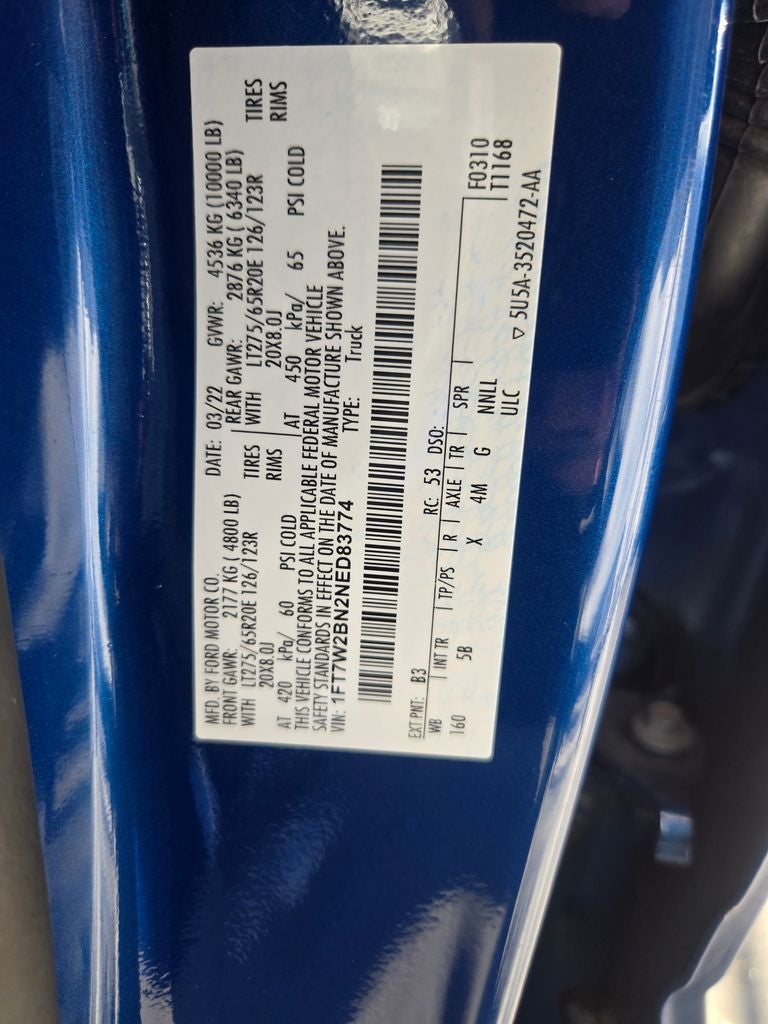 MFD. BY FORD MOTOR CO. DATE: 03/22 GVWR: 4536 KG (10000 LB)
FRONT GAWR: 2177 KG ( 4800 LB) REAR GAWR: 2876 KG ( 6340 LB)
WITH LT275/65R20E 126/123R TIRES WITH LT275/65R20E 126/123R TIRES
20X8.0J RIMS 20X8.0J RIMS
AT 420 kPa/ 60 PSI COLD AT 450 kPa/ 65 PSI COLD
THIS VEHICLE CONFORMS TO ALL APPLICABLE FEDERAL MOTOR VEHICLE
SAFETY STANDARDS IN EFFECT ON THE DATE OF MANUFACTURE SHOWN ABOVE.
VIN: 1FT7W2BN2NED83774 TYPE: Truck
EXT PNT: B3 RC: 53 DSO:
WB INT TR TP/PS R AXLE TR SPR F0310
160 5B X 4M G NNLL T1168
ULC ▽ 5U5A-3520472-AA